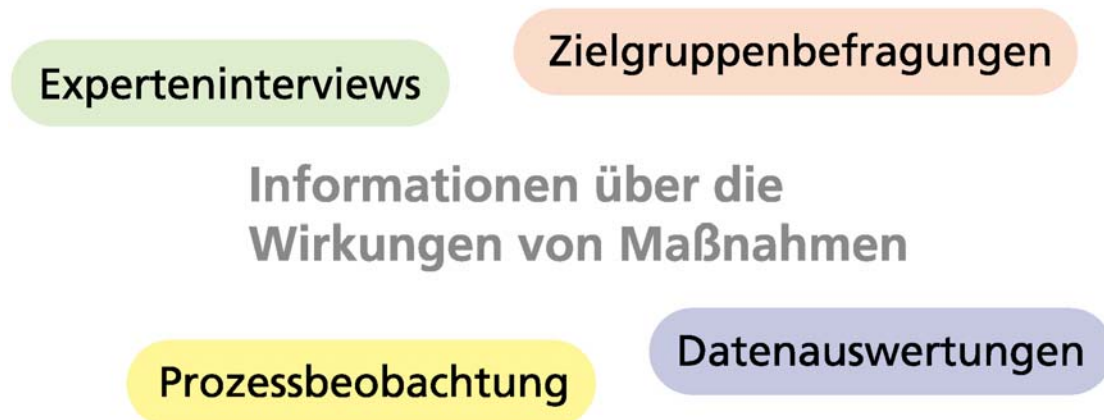 Experteninterviews
Zielgruppenbefragungen
Informationen über die
Wirkungen von Maßnahmen
Prozessbeobachtung
Datenauswertungen